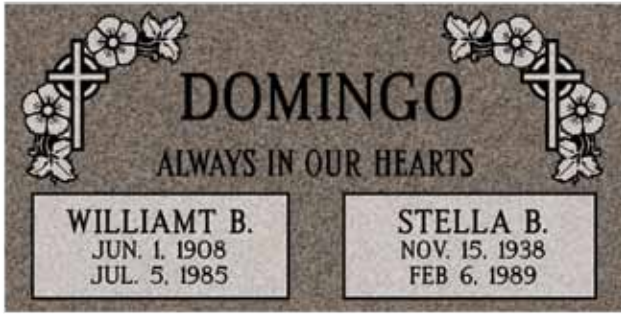 DOMINGO
ALWAYS IN OUR HEARTS
WILLIAMT B.
JUN. 1, 1908
JUL. 5, 1985
STELLA B.
NOV. 15, 1938
FEB 6, 1989